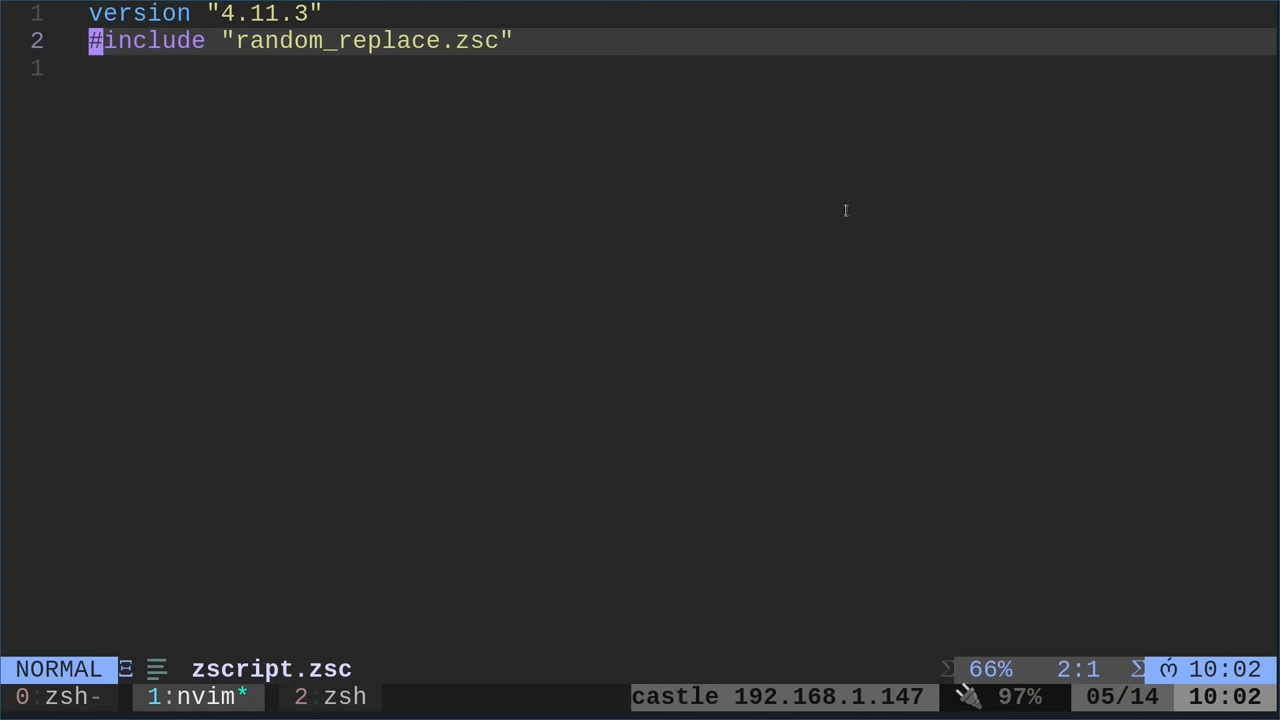 1 version "4.11.3"
2 #include "random_replace.zsc"
1
NORMAL zscript.zsc 66% 2:1 10:02
0:zsh- 1:nvim* 2:zsh castle 192.168.1.147 97% 05/14 10:02